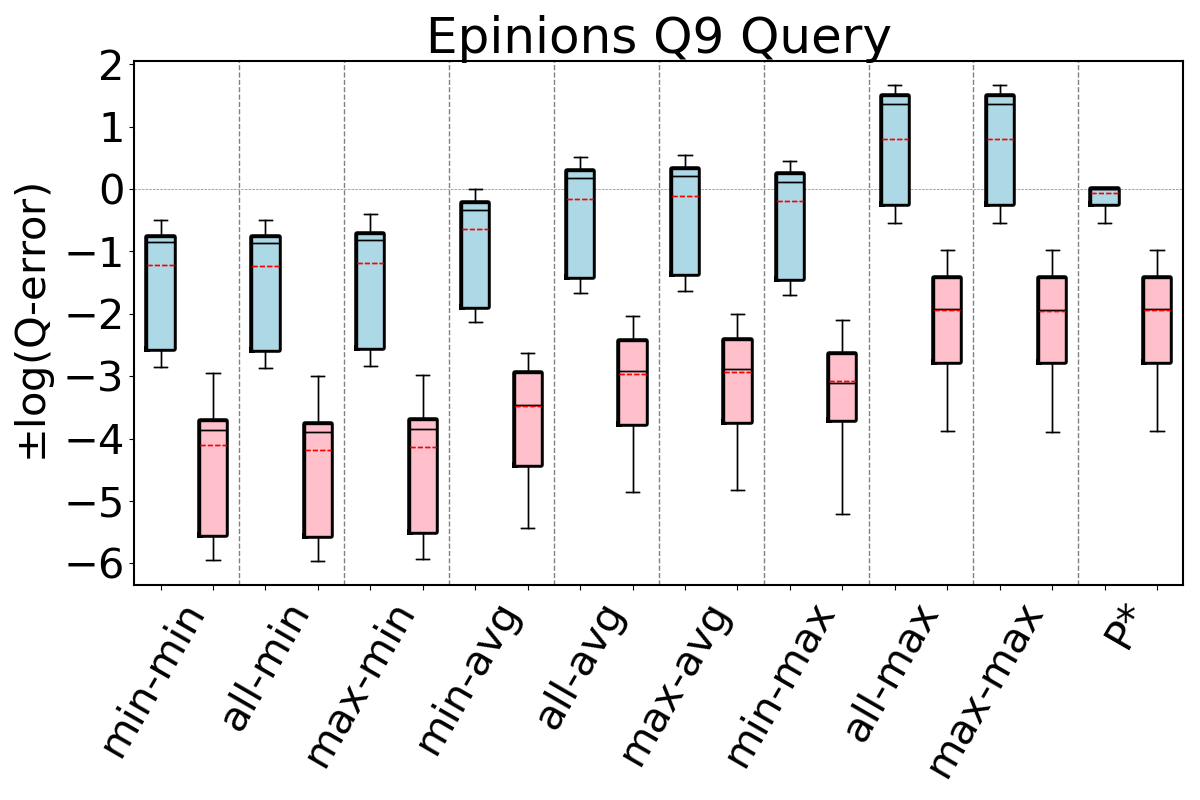 Epinions Q9 Query
±log(Q-error)
2
1
0
−1
−2
−3
−4
−5
−6
min-min
all-min
max-min
min-avg
all-avg
max-avg
min-max
all-max
max-max
P*